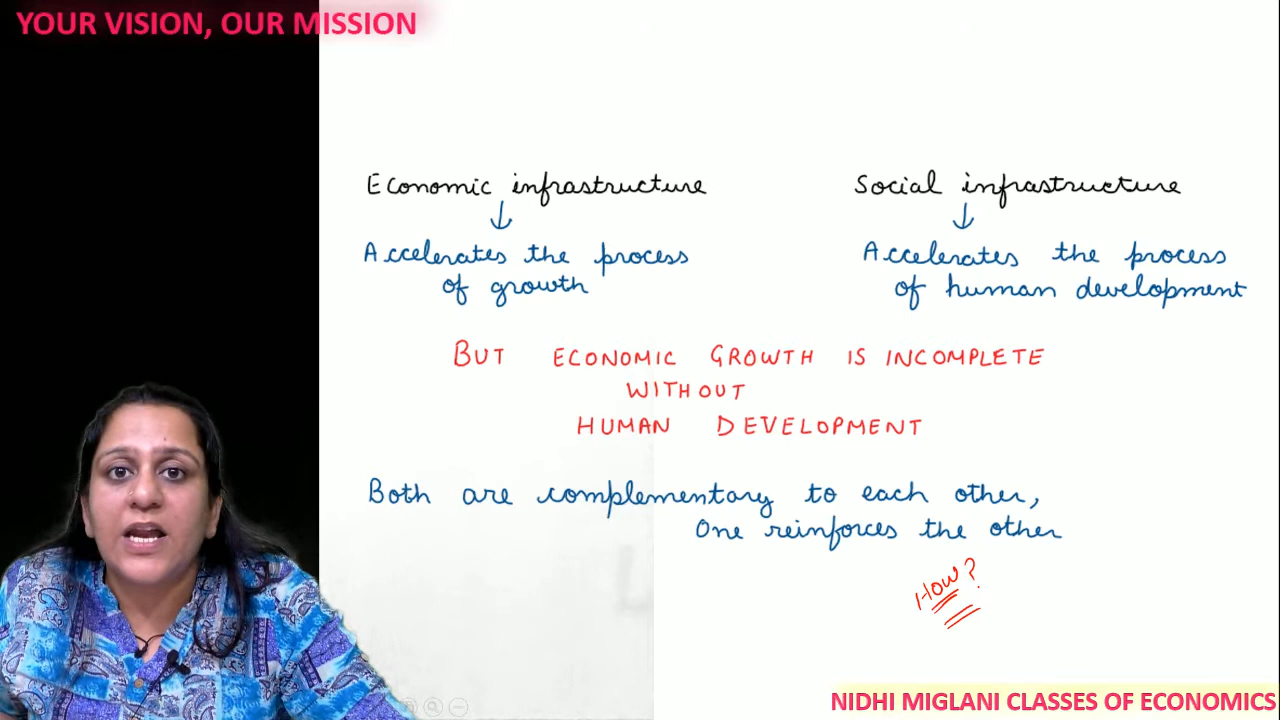 YOUR VISION, OUR MISSION
Economic infrastructure
Accelerates the process
of growth
Social infrastructure
Accelerates the process
of human development
BUT ECONOMIC GROWTH IS INCOMPLETE
WITHOUT
HUMAN DEVELOPMENT
Both are complementary to each other,
One reinforces the other
How?
NIDHI MIGLANI CLASSES OF ECONOMICS